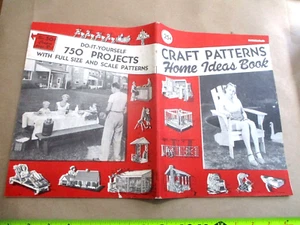 DO-IT-YOURSELF
750 PROJECTS
WITH FULL SIZE AND SCALE PATTERNS
CRAFT PATTERNS
Home Ideas Book